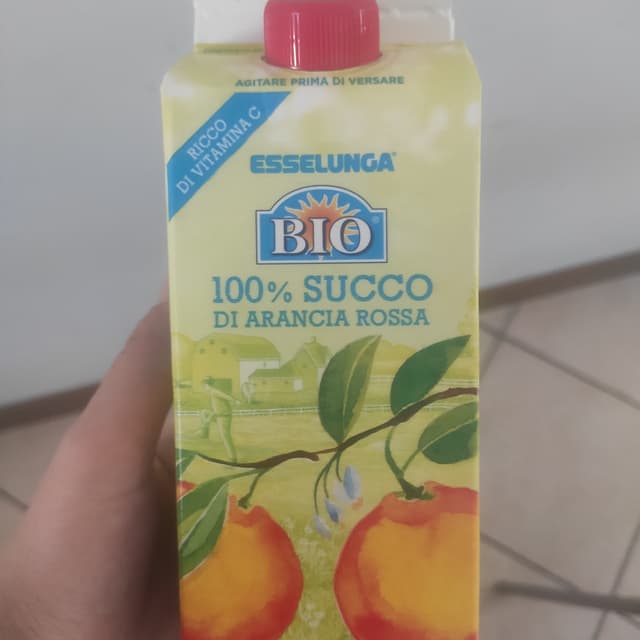 AGITARE PRIMA DI VERSARE
RICCO
DI VITAMINA C
ESSELUNGA®
BIO®
100% SUCCO
DI ARANCIA ROSSA